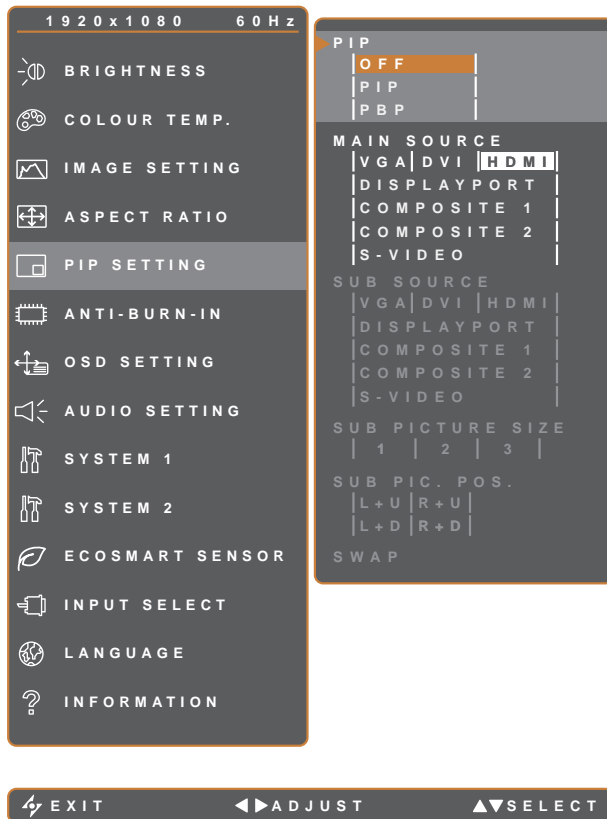 1920x1080 60Hz
BRIGHTNESS
COLOUR TEMP.
IMAGE SETTING
ASPECT RATIO
PIP SETTING
ANTI-BURN-IN
OSD SETTING
AUDIO SETTING
SYSTEM 1
SYSTEM 2
ECOSMART SENSOR
INPUT SELECT
LANGUAGE
INFORMATION
PIP
OFF
PIP
PBP
MAIN SOURCE
VGA DVI HDMI
DISPLAYPORT
COMPOSITE 1
COMPOSITE 2
S-VIDEO
SUB SOURCE
VGA DVI HDMI
DISPLAYPORT
COMPOSITE 1
COMPOSITE 2
S-VIDEO
SUB PICTURE SIZE
1 2 3
SUB PIC. POS.
L+U R+U
L+D R+D
SWAP
EXIT ADJUST SELECT